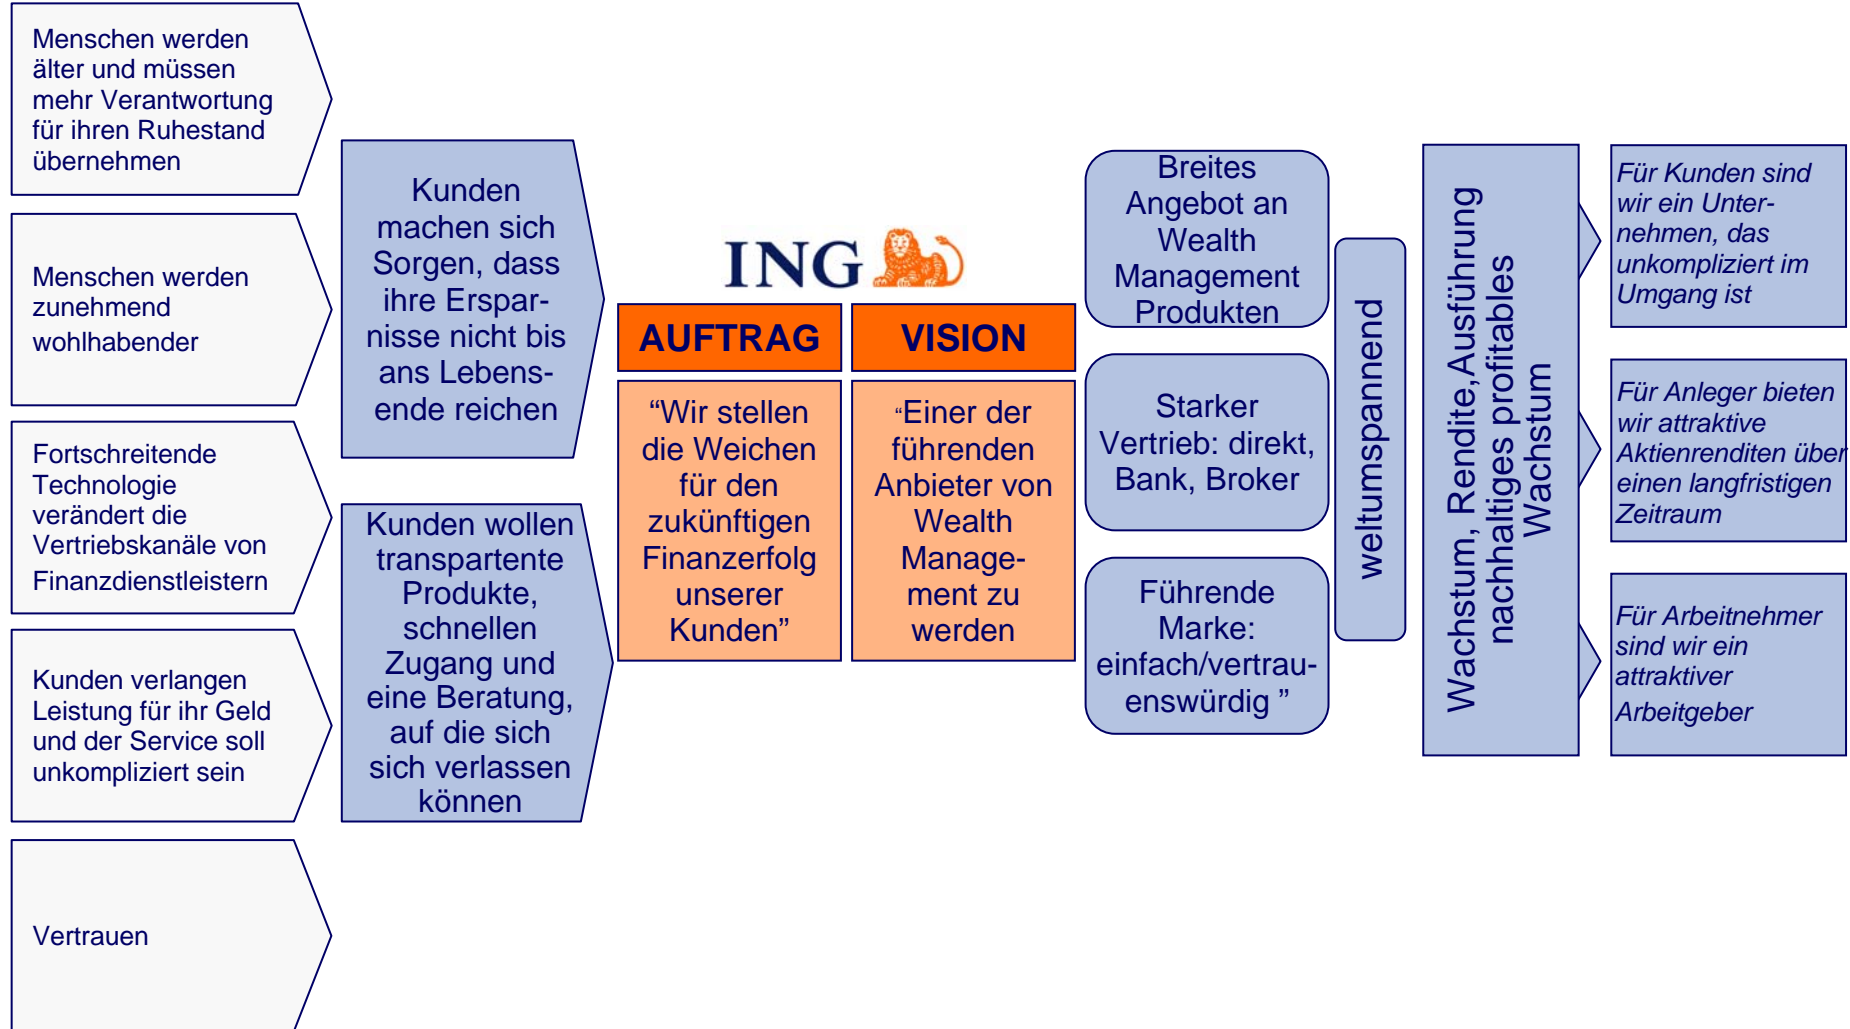 Menschen werden
älter und müssen
mehr Verantwortung
für ihren Ruhestand
übernehmen
Menschen werden
zunehmend
wohlhabender
Fortschreitende
Technologie
verändert die
Vertriebskanäle von
Finanzdienstleistern
Kunden verlangen
Leistung für ihr Geld
und der Service soll
unkompliziert sein
Vertrauen
Kunden
machen sich
Sorgen, dass
ihre Erspar-
nisse nicht bis
ans Lebens-
ende reichen
Kunden wollen
transpartente
Produkte,
schnellen
Zugang und
eine Beratung,
auf die sich
sich verlassen
können
ING
AUFTRAG
“Wir stellen
die Weichen
für den
zukünftigen
Finanzerfolg
unserer
Kunden”
VISION
“Einer der
führenden
Anbieter von
Wealth
Manage-
ment zu
werden
Breites
Angebot an
Wealth
Management
Produkten
Starker
Vertrieb: direkt,
Bank, Broker
Führende
Marke:
einfach/vertrau-
enswürdig ”
weltumspannend
Wachstum, Rendite,Ausführung
nachhaltiges profitables
Wachstum
Für Kunden sind
wir ein Unter-
nehmen, das
unkompliziert im
Umgang ist
Für Anleger bieten
wir attraktive
Aktienrenditen über
einen langfristigen
Zeitraum
Für Arbeitnehmer
sind wir ein
attraktiver
Arbeitgeber